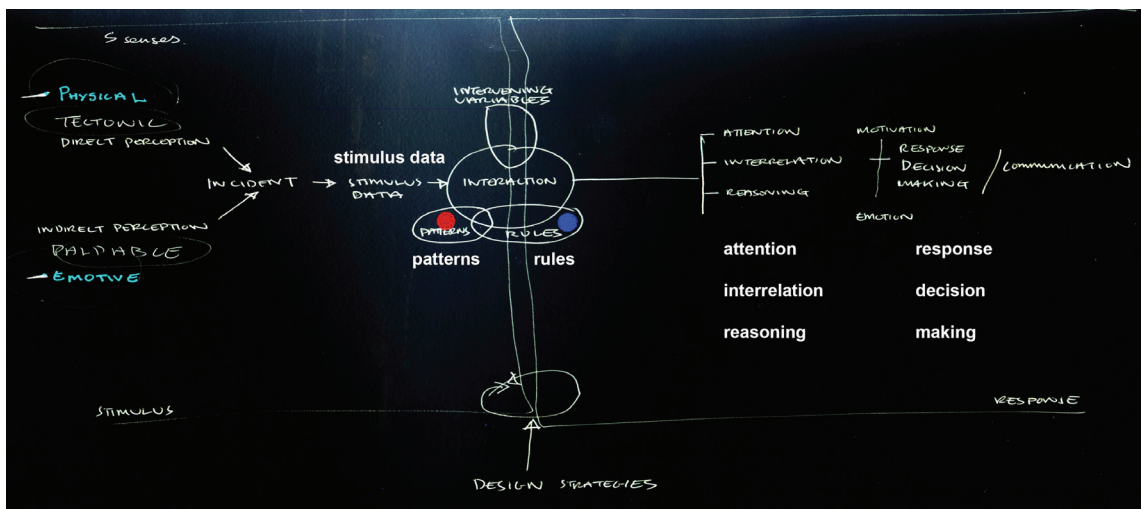 5 senses.
PHYSICAL
TECTONIC
DIRECT PERCEPTION
INCIDENT
INDIRECT PERCEPTION
PALPABLE
EMOTIVE
stimulus data
STIMULUS
DATA
INTERVENING
VARIABLES
INTERACTION
PATTERNS
RULES
patterns
rules
ATTENTION
INTERRELATION
REASONING
MOTIVATION
RESPONSE
DECISION
MAKING
EMOTION
COMMUNICATION
attention
response
interrelation
decision
reasoning
making
STIMULUS
RESPONSE
DESIGN STRATEGIES